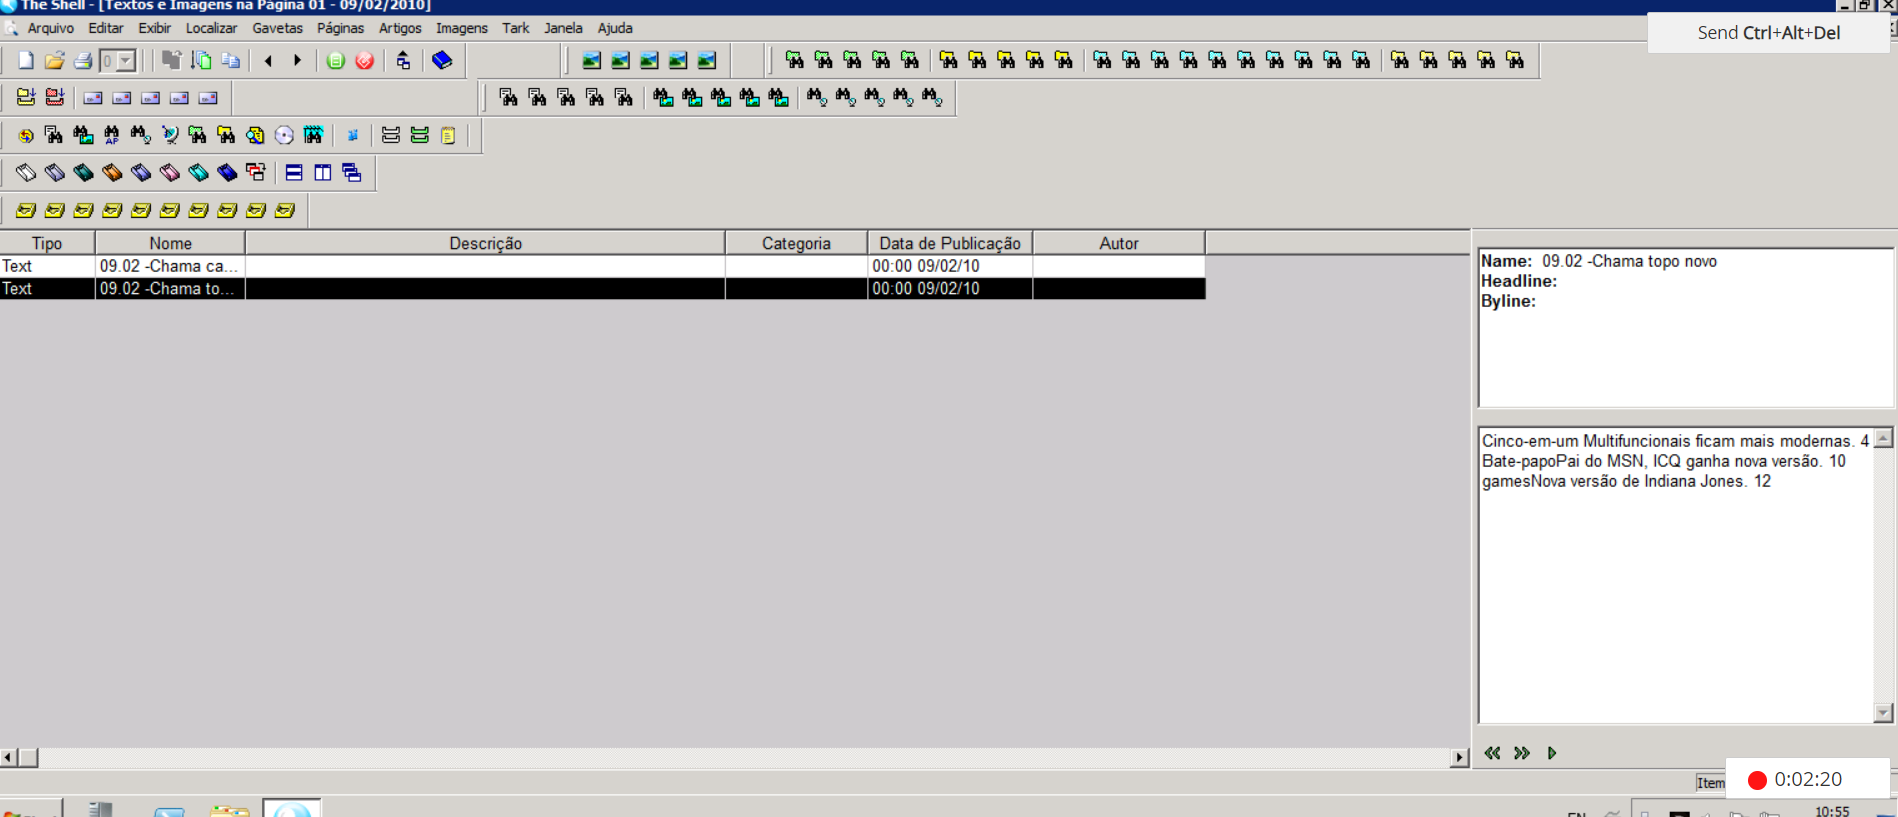 The Shell - [Textos e Imagens na Página 01 - 09/02/2010]
Arquivo Editar Exibir Localizar Gavetas Páginas Artigos Imagens Tark Janela Ajuda
Send Ctrl+Alt+Del
0
AP
Tipo Nome Descrição Categoria Data de Publicação Autor
Text 09.02 -Chama ca... 00:00 09/02/10
Text 09.02 -Chama to... 00:00 09/02/10
Name: 09.02 -Chama topo novo
Headline:
Byline:
Cinco-em-um Multifuncionais ficam mais modernas. 4
Bate-papoPai do MSN, ICQ ganha nova versão. 10
gamesNova versão de Indiana Jones. 12
Item
0:02:20
EN
10:55